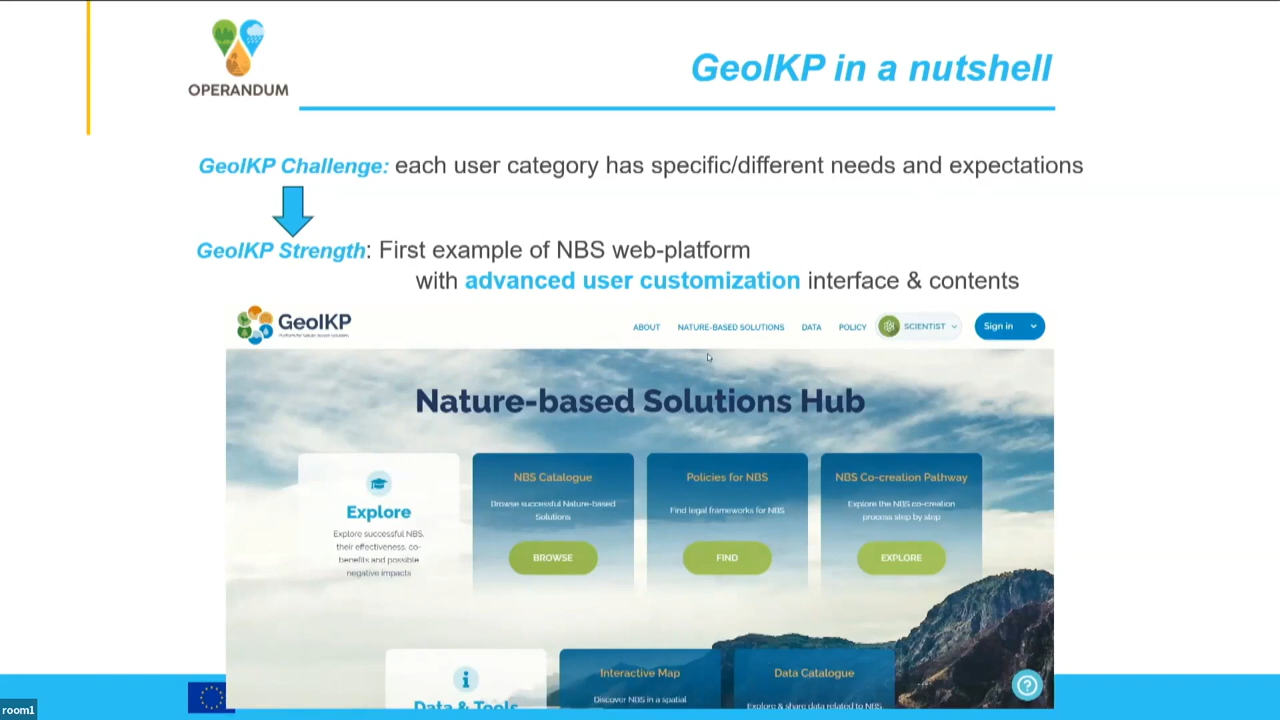 OPERANDUM
GeoIKP in a nutshell
GeoIKP Challenge: each user category has specific/different needs and expectations
GeoIKP Strength: First example of NBS web-platform
with advanced user customization interface & contents
GeoIKP
Platform for nature-based solutions
ABOUT
NATURE-BASED SOLUTIONS
DATA
POLICY
SCIENTIST
Sign in
Nature-based Solutions Hub
Explore
Explore successful NBS,
their effectiveness, co-
benefits and possible
negative impacts
NBS Catalogue
Browse successful Nature-based
Solutions
BROWSE
Policies for NBS
Find legal frameworks for NBS
FIND
NBS Co-creation Pathway
Explore the NBS co-creation
process step by step
EXPLORE
Data & Tools
Interactive Map
Discover NBS in a spatial
Data Catalogue
Explore & share data related to NBS
room1